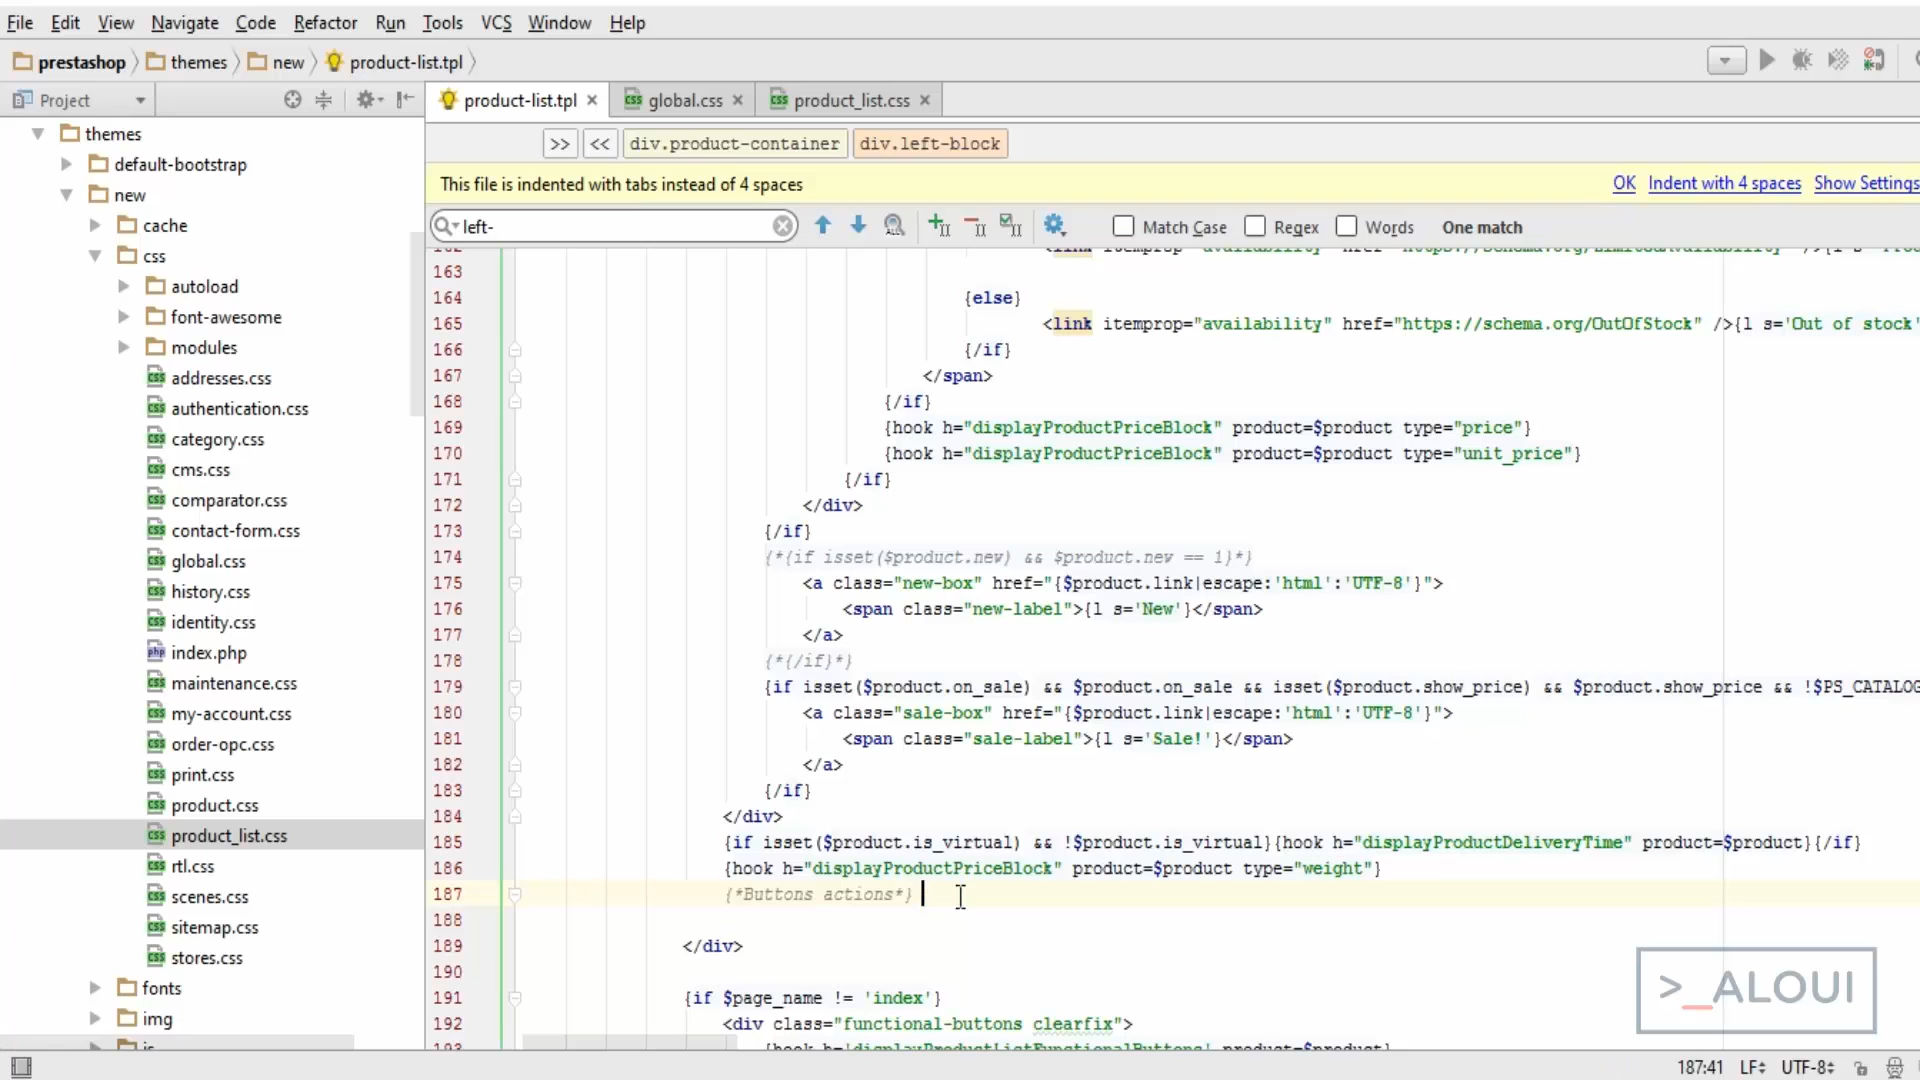 File Edit View Navigate Code Refactor Run Tools VCS Window Help
prestashop themes new product-list.tpl
Project
product-list.tpl
global.css
product_list.css
>> << div.product-container div.left-block
This file is indented with tabs instead of 4 spaces OK Indent with 4 spaces Show Settings
left- Match Case Regex Words One match
themes
default-bootstrap
new
cache
css
autoload
font-awesome
modules
addresses.css
authentication.css
category.css
cms.css
comparator.css
contact-form.css
global.css
history.css
identity.css
index.php
maintenance.css
my-account.css
order-opc.css
print.css
product.css
product_list.css
rtl.css
scenes.css
sitemap.css
stores.css
fonts
img
163
164 {else}
165 <link itemprop="availability" href="https://schema.org/OutOfStock" />{l s='Out of stock'
166 {/if}
167 </span>
168 {/if}
169 {hook h="displayProductPriceBlock" product=$product type="price"}
170 {hook h="displayProductPriceBlock" product=$product type="unit_price"}
171 {/if}
172 </div>
173 {/if}
174 {*{if isset($product.new) && $product.new == 1}*}
175 <a class="new-box" href="{$product.link|escape:'html':'UTF-8'}">
176 <span class="new-label">{l s='New'}</span>
177 </a>
178 {*{/if}*}
179 {if isset($product.on_sale) && $product.on_sale && isset($product.show_price) && $product.show_price && !$PS_CATALOG
180 <a class="sale-box" href="{$product.link|escape:'html':'UTF-8'}">
181 <span class="sale-label">{l s='Sale!'}</span>
182 </a>
183 {/if}
184 </div>
185 {if isset($product.is_virtual) && !$product.is_virtual}{hook h="displayProductDeliveryTime" product=$product}{/if}
186 {hook h="displayProductPriceBlock" product=$product type="weight"}
187 {*Buttons actions*}
188
189 </div>
190
191 {if $page_name != 'index'}
192 <div class="functional-buttons clearfix">
193 {hook h='displayProductListFunctionalButtons' product=$product}
>_ALOUI
187:41 LF UTF-8